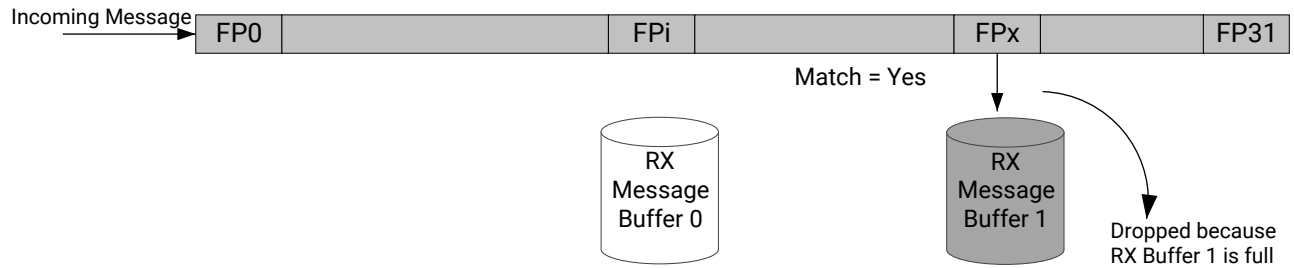 Incoming Message
FP0
FPi
FPx
FP31
Match = Yes
RX
Message
Buffer 0
RX
Message
Buffer 1
Dropped because
RX Buffer 1 is full